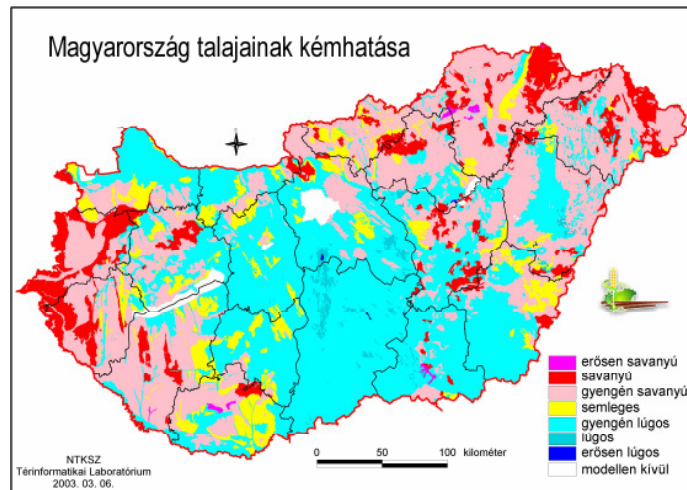 Magyarország talajainak kémhatása
erősen savanyú
savanyú
gyengén savanyú
semleges
gyengén lúgos
lúgos
erősen lúgos
modellen kívül
0 50 100 kilométer
NTKSZ
Térinformatikai Laboratórium
2003. 03. 06.